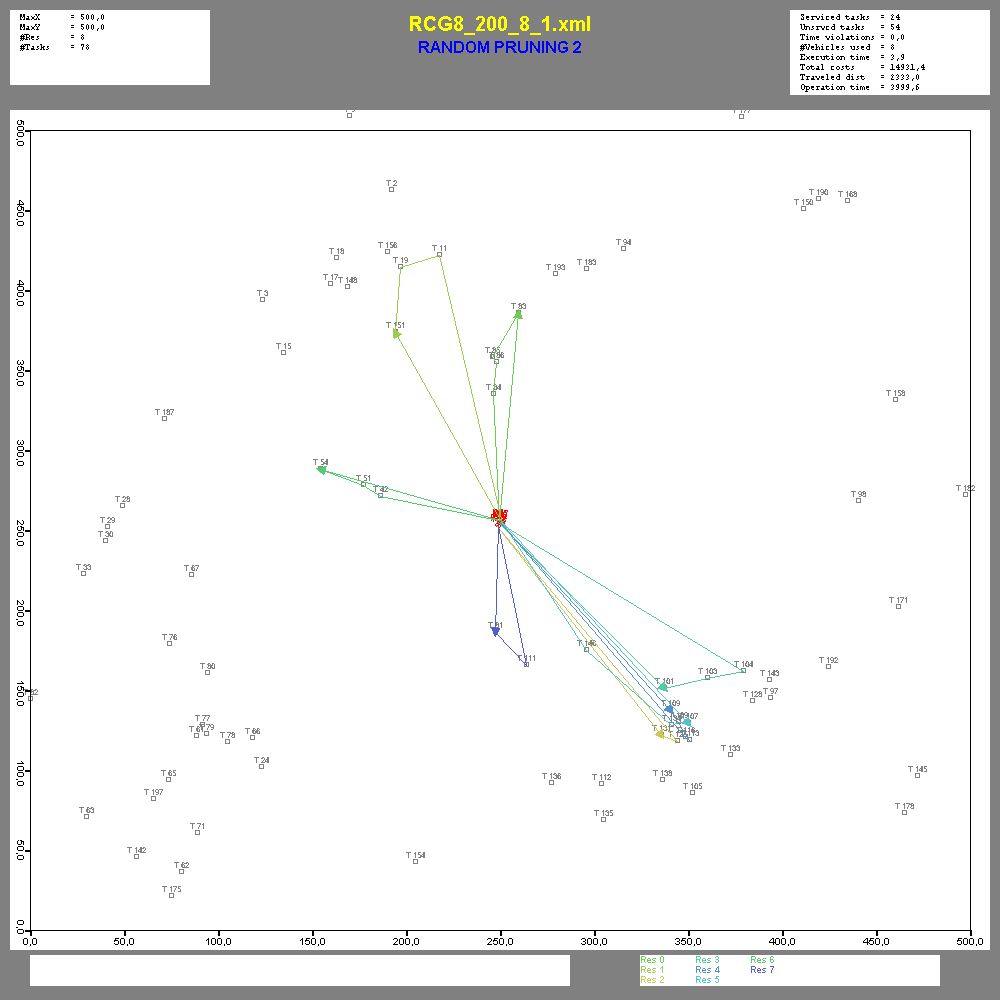 MaxX = 500,0
MaxY = 500,0
#Res = 8
#Tasks = 78
RCG8_200_8_1.xml
RANDOM PRUNING 2
Serviced tasks = 24
Unsrvcd tasks = 54
Time violations = 0,0
#Vehicles used = 8
Execution time = 3,9
Total costs = 14931,4
Traveled dist = 2333,0
Operation time = 3999,6
T 177
500,0
T 2
T 190
T 168
T 150
450,0
T 156
T 11
T 94
T 18
T 19
T 193
T 183
T 17
T 148
T 3
400,0
T 83
T 151
T 15
350,0
T 34
T 158
T 187
300,0
T 54
T 51
T 42
T 182
T 98
T 28
250,0
T 29
T 30
T 33
T 67
T 171
200,0
T 76
T 81
T 146
T 111
T 80
T 104
T 192
T 103
T 143
T 101
150,0
T 128
T 97
T 109
T 77
T 79
T 131
T 78
T 66
T 133
T 24
100,0
T 65
T 136
T 112
T 138
T 145
T 105
T 197
T 63
T 135
T 178
T 71
50,0
T 142
T 154
T 62
T 175
0,0
0,0 50,0 100,0 150,0 200,0 250,0 300,0 350,0 400,0 450,0 500,0
Res 0 Res 3 Res 6
Res 1 Res 4 Res 7
Res 2 Res 5